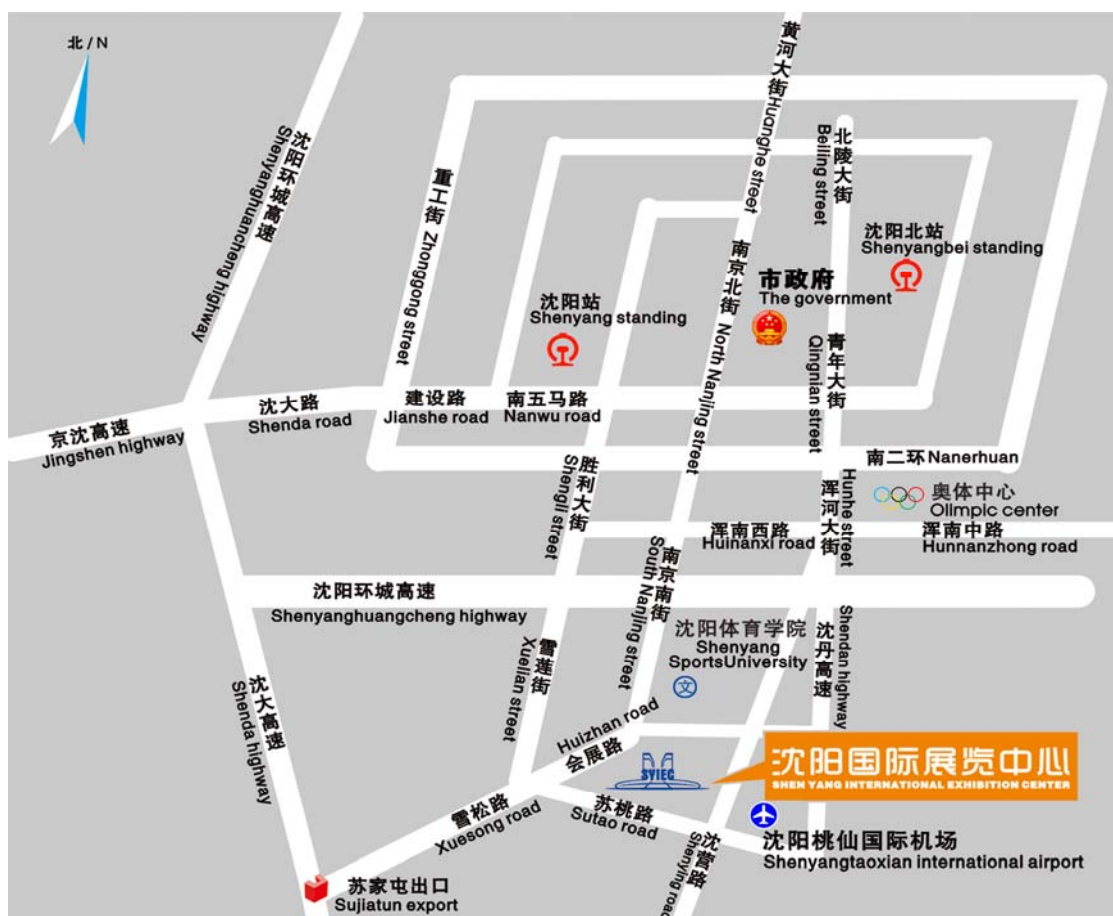 北 / N
黄河大街
Huanghe street
沈阳环城高速
Shenyanghuancheng highway
北陵大街
Beiling street
重工街
Zhonggong street
沈阳北站
Shenyangbei standing
南京北街
North Nanjing street
市政府
The government
沈阳站
Shenyang standing
青年大街
Qingnian street
沈大路
Shenda road
建设路
Jianshe road
南五马路
Nanwu road
京沈高速
Jingshen highway
南二环 Nanerhuan
胜利大街
Shengli street
浑河大街
Hunhe street
奥体中心
Olimpic center
浑南西路
Huinanxi road
浑南中路
Hunnanzhong road
南京南街
South Nanjing street
沈阳环城高速
Shenyanghuangcheng highway
沈阳体育学院
Shenyang
SportsUniversity
沈丹高速
Shendan highway
雪莲街
Xuelian street
沈大高速
Shenda highway
Huizhan road
会展路
SYIEC
沈阳国际展览中心
SHEN YANG INTERNATIONAL EXHIBITION CENTER
雪松路
Xuesong road
苏桃路
Sutao road
沈营路
Shenying road
沈阳桃仙国际机场
Shenyangtaoxian international airport
苏家屯出口
Sujiatun export
文